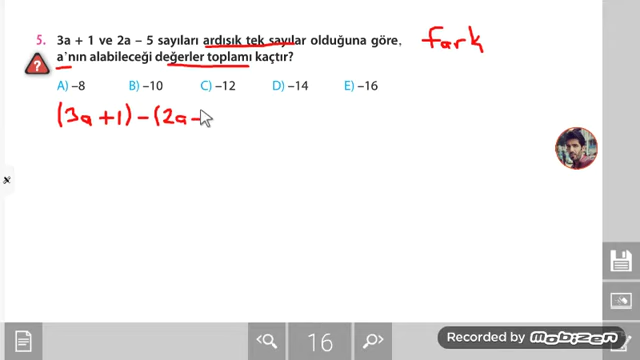 5. 3a + 1 ve 2a – 5 sayıları ardışık tek sayılar olduğuna göre,
fark
a'nın alabileceği değerler toplamı kaçtır?
?
A) –8 B) –10 C) –12 D) –14 E) –16
(3a + 1) – (2a –
16
Recorded by
MOBIZEN